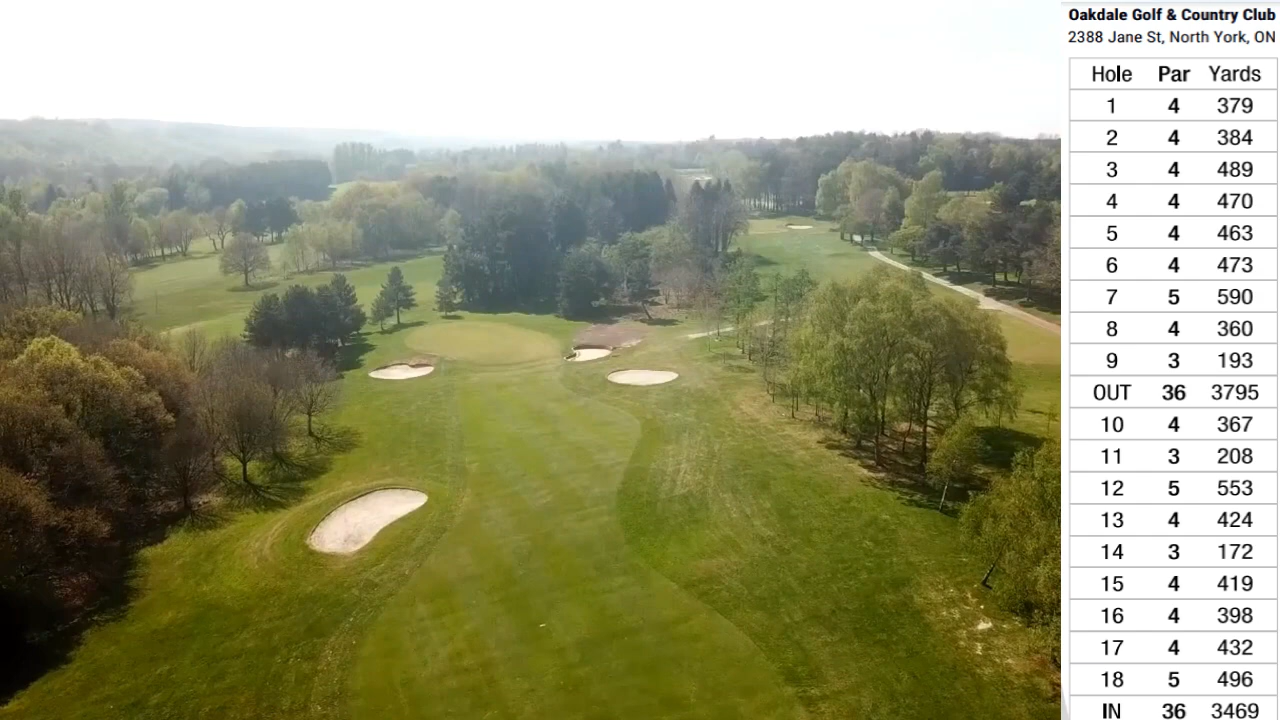 Oakdale Golf & Country Club
2388 Jane St, North York, ON
Hole Par Yards
1 4 379
2 4 384
3 4 489
4 4 470
5 4 463
6 4 473
7 5 590
8 4 360
9 3 193
OUT 36 3795
10 4 367
11 3 208
12 5 553
13 4 424
14 3 172
15 4 419
16 4 398
17 4 432
18 5 496
IN 36 3469